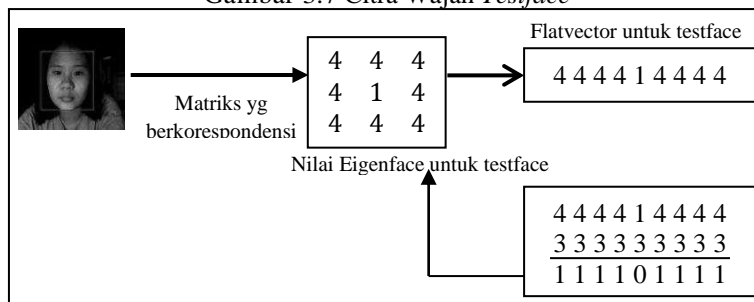 Gambar 3.7 Citra Wajah Testface
Flatvector untuk testface
4 4 4
4 1 4
4 4 4
4 4 4 4 1 4 4 4 4
Matriks yg
berkorespondensi
Nilai Eigenface untuk testface
4 4 4 4 1 4 4 4 4
3 3 3 3 3 3 3 3 3
1 1 1 1 0 1 1 1 1